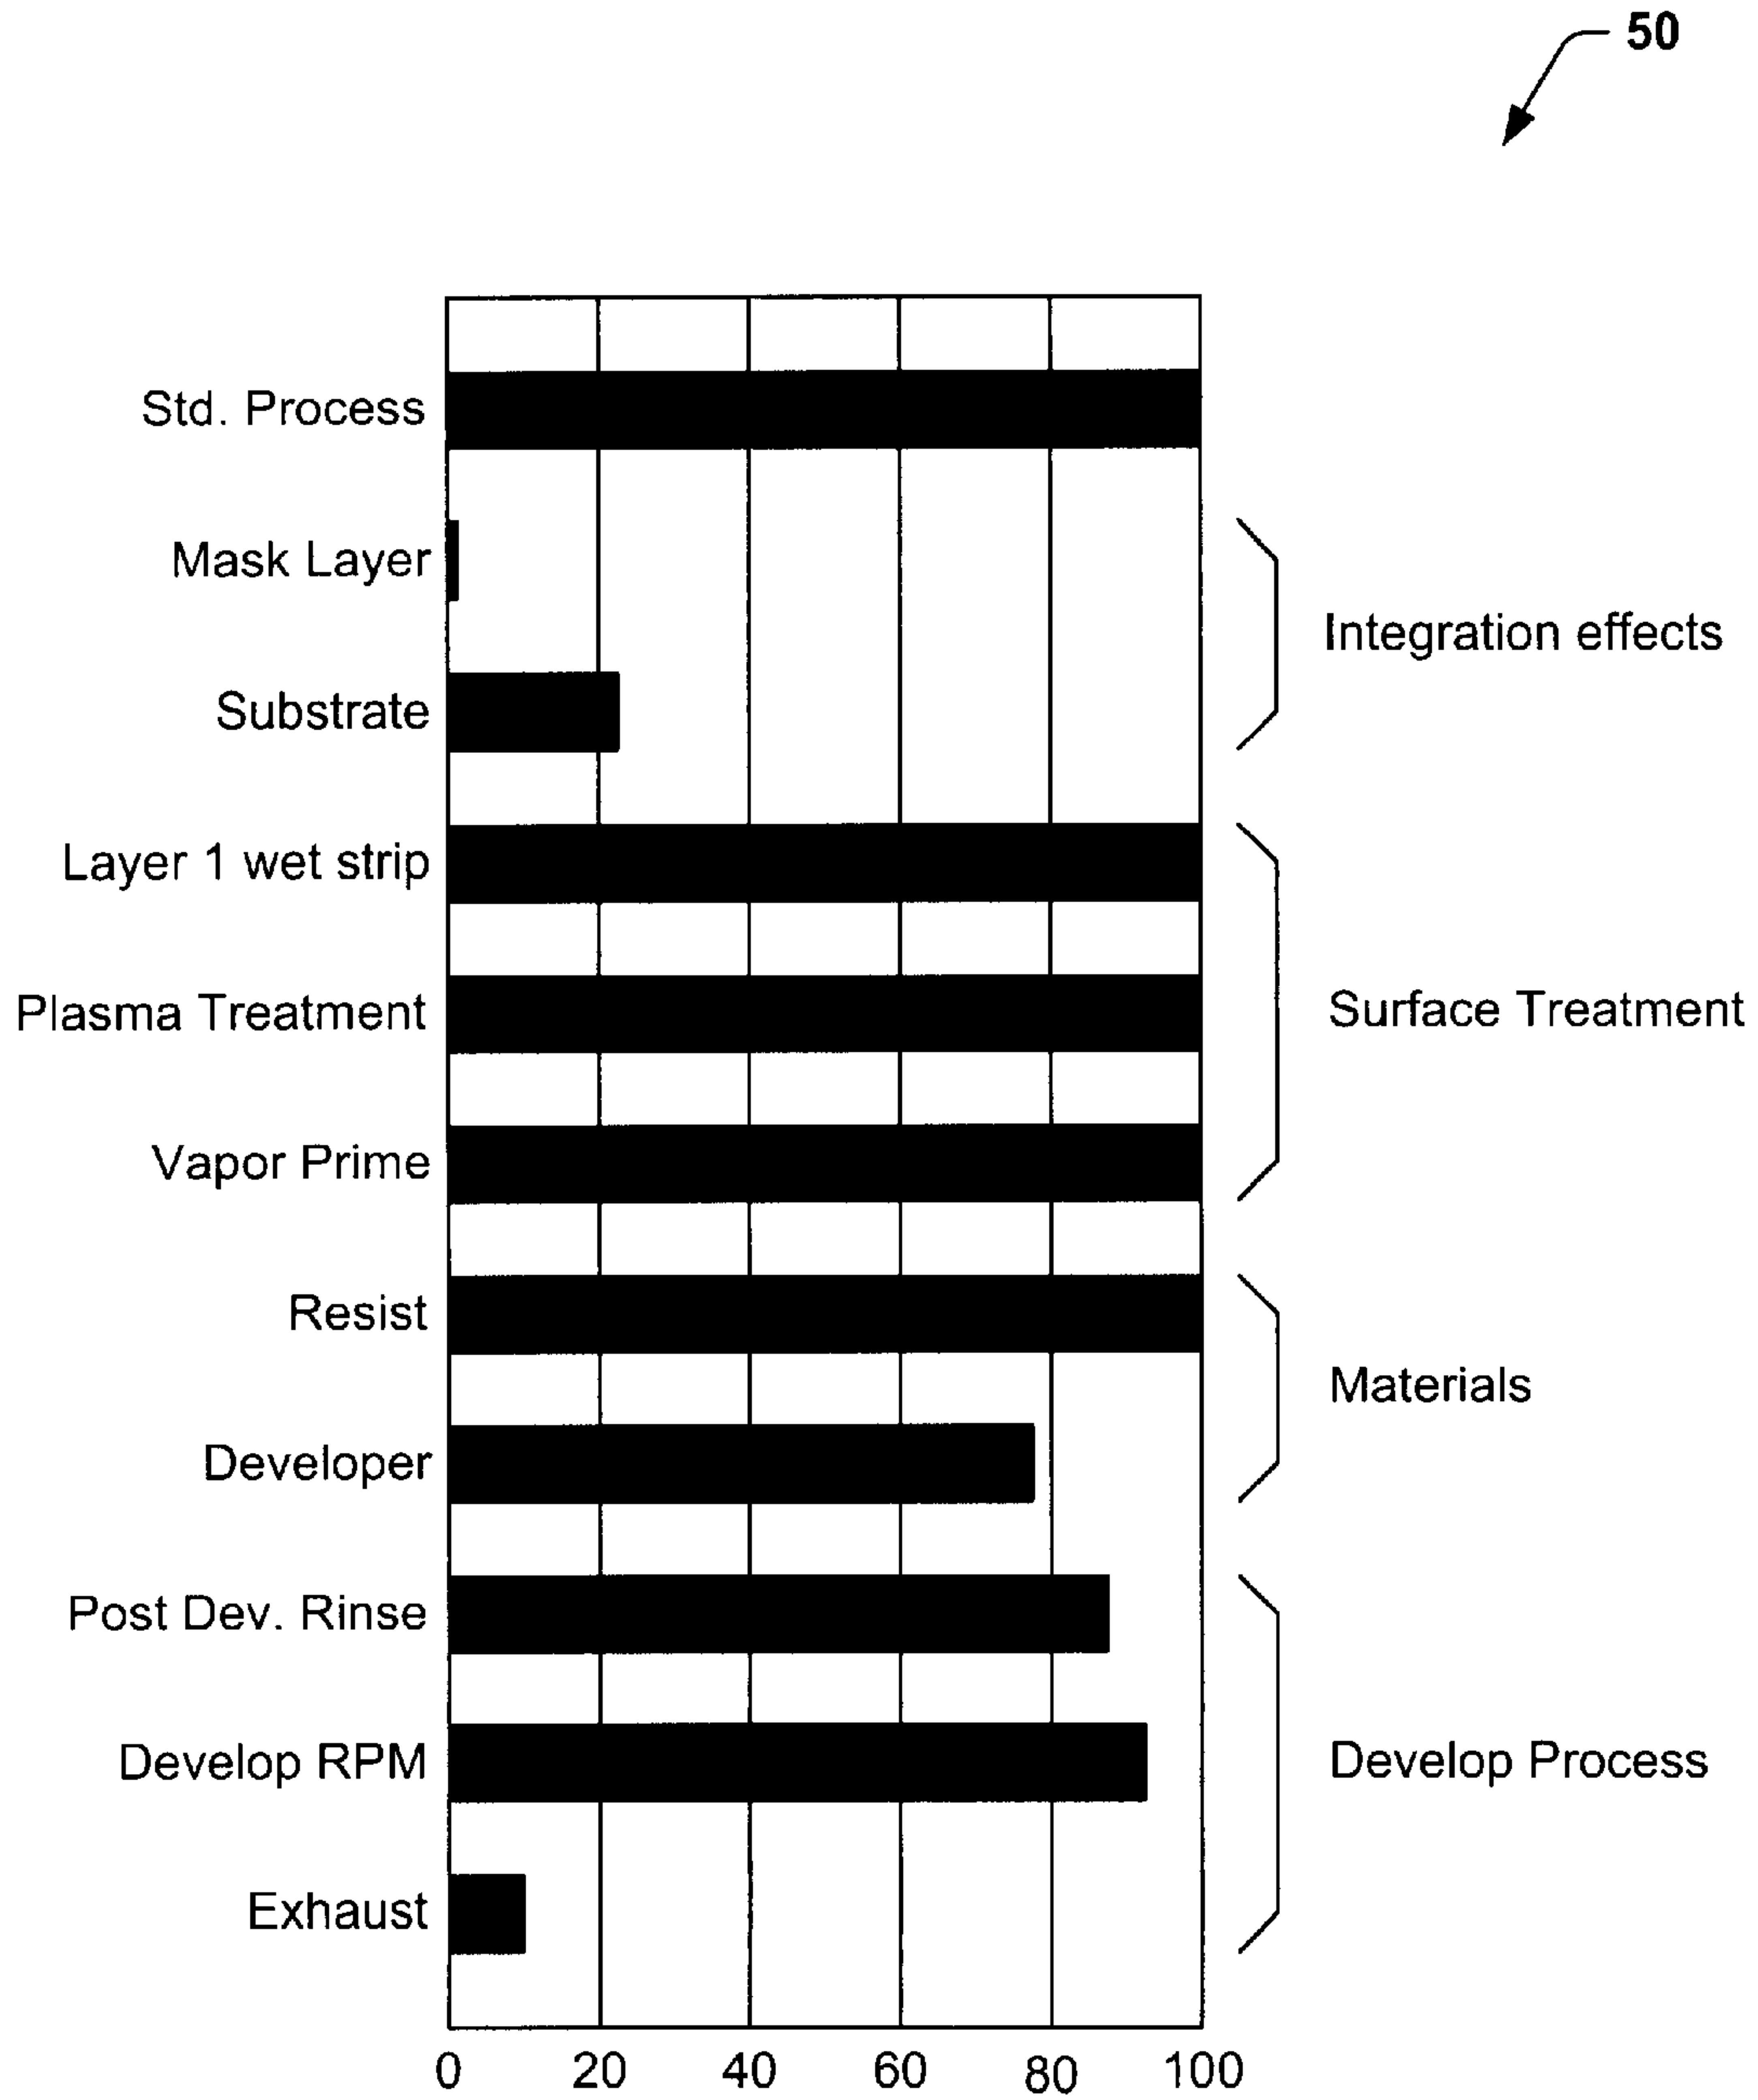 50
Std. Process
Mask Layer
Integration effects
Substrate
Layer 1 wet strip
Plasma Treatment
Surface Treatment
Vapor Prime
Resist
Materials
Developer
Post Dev. Rinse
Develop RPM
Develop Process
Exhaust
0 20 40 60 80 100